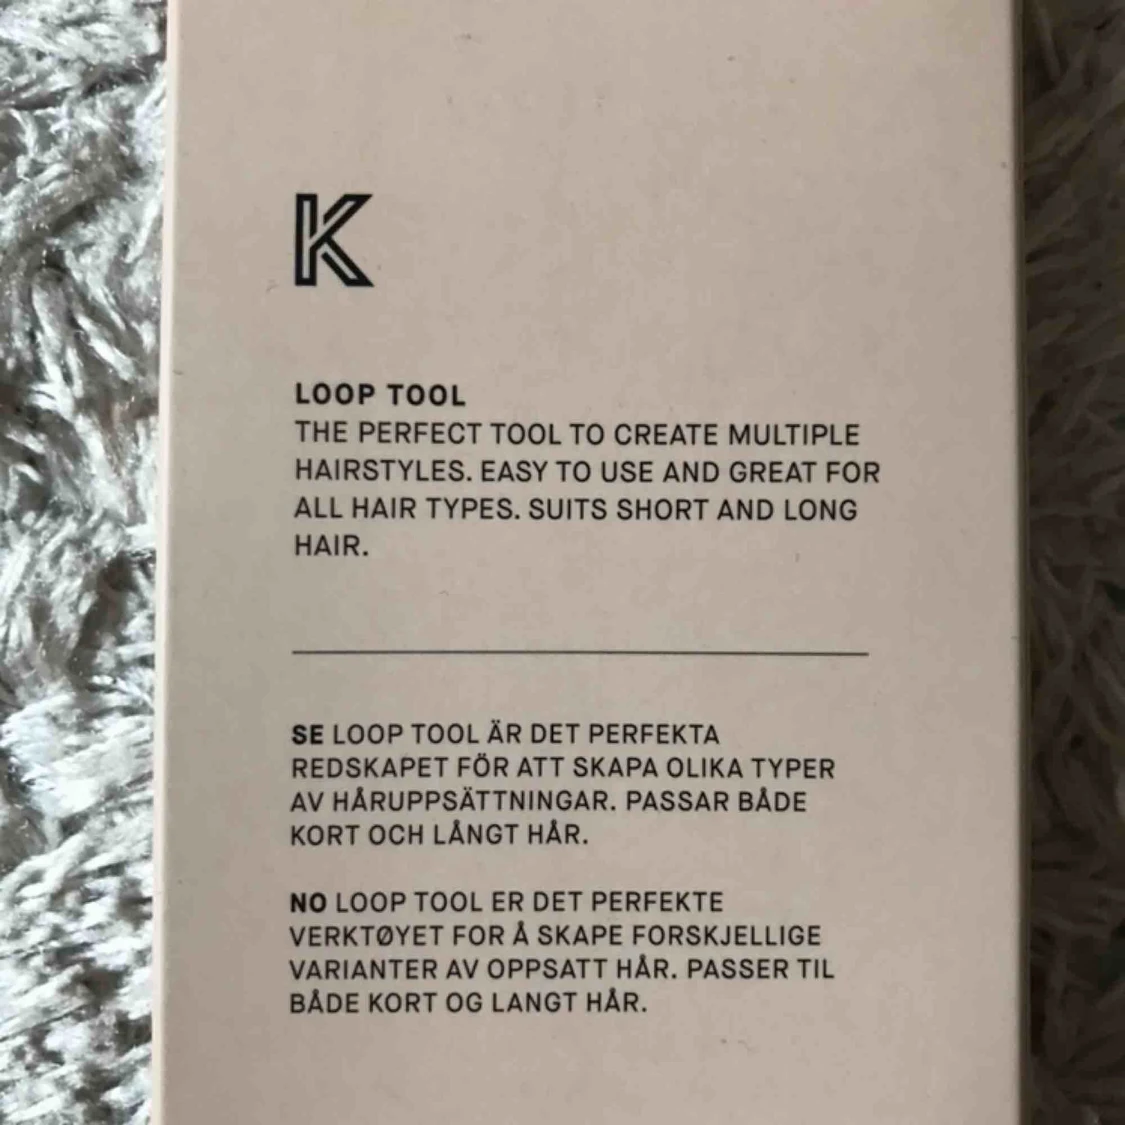 K
LOOP TOOL
THE PERFECT TOOL TO CREATE MULTIPLE
HAIRSTYLES. EASY TO USE AND GREAT FOR
ALL HAIR TYPES. SUITS SHORT AND LONG
HAIR.
SE LOOP TOOL ÄR DET PERFEKTA
REDSKAPET FÖR ATT SKAPA OLIKA TYPER
AV HÅRUPPSÄTTNINGAR. PASSAR BÅDE
KORT OCH LÅNGT HÅR.
NO LOOP TOOL ER DET PERFEKTE
VERKTØYET FOR Å SKAPE FORSKJELLIGE
VARIANTER AV OPPSATT HÅR. PASSER TIL
BÅDE KORT OG LANGT HÅR.